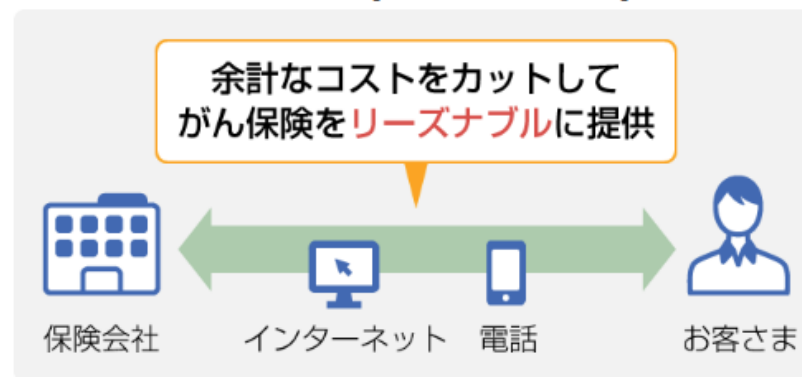 余計なコストをカットして
がん保険をリーズナブルに提供
保険会社
インターネット
電話
お客さま